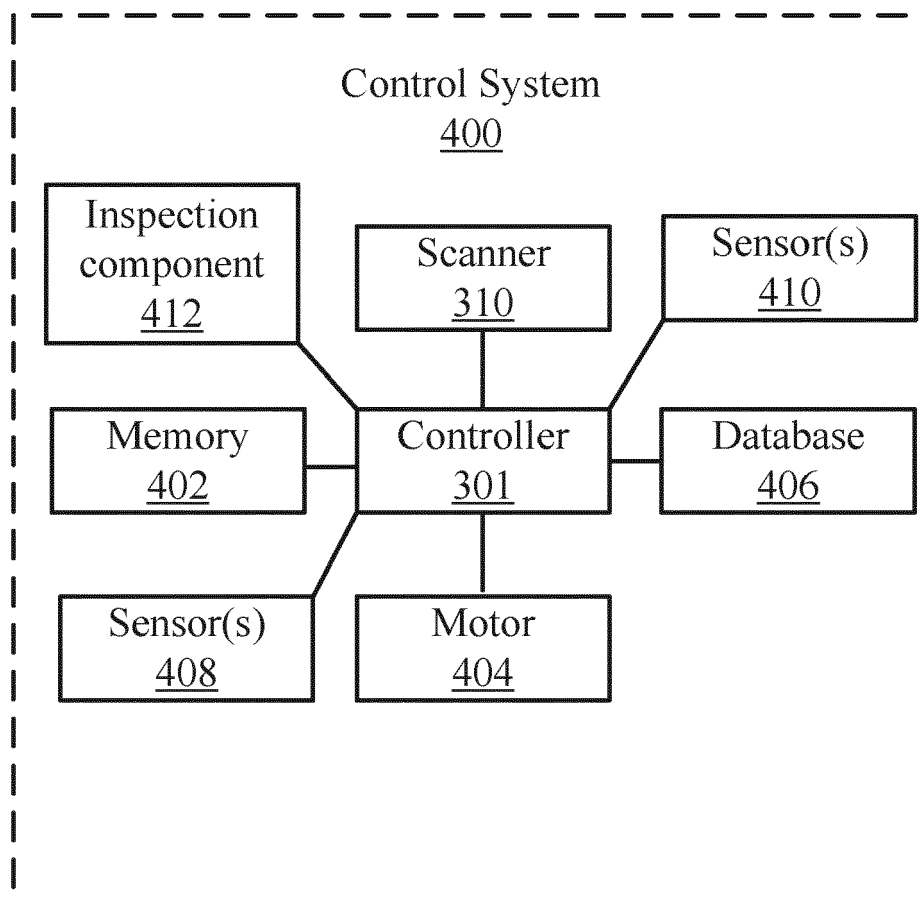 Control System
400
Inspection
component
412
Scanner
310
Sensor(s)
410
Memory
402
Controller
301
Database
406
Sensor(s)
408
Motor
404